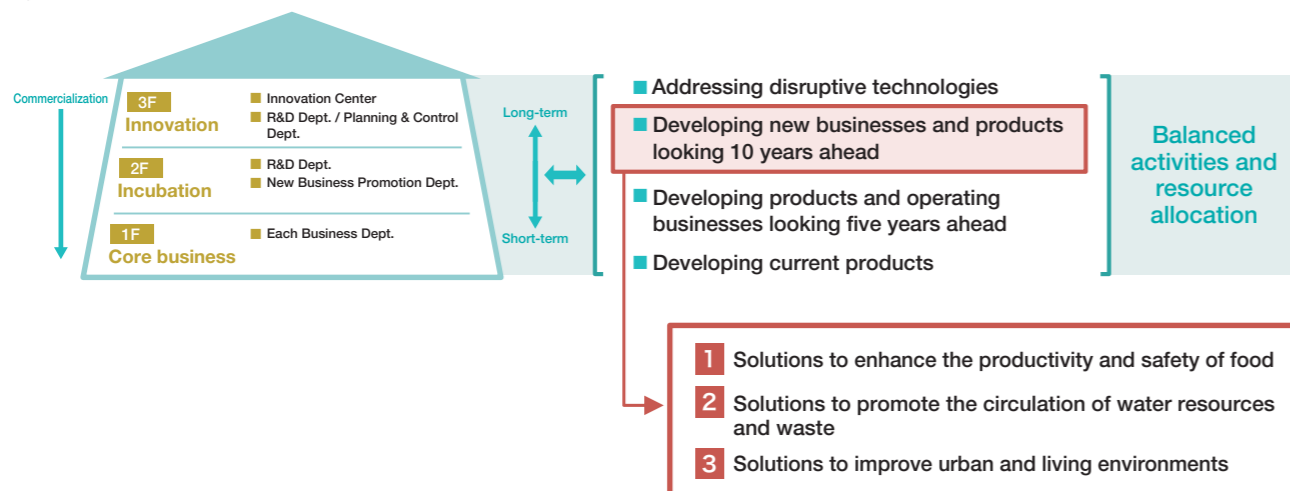 Commercialization
3F
Innovation
■ Innovation Center
■ R&D Dept. / Planning & Control
Dept.
2F
Incubation
■ R&D Dept.
■ New Business Promotion Dept.
1F
Core business
■ Each Business Dept.
Long-term
Short-term
■ Addressing disruptive technologies
■ Developing new businesses and products
looking 10 years ahead
■ Developing products and operating
businesses looking five years ahead
■ Developing current products
Balanced
activities and
resource
allocation
1 Solutions to enhance the productivity and safety of food
2 Solutions to promote the circulation of water resources
and waste
3 Solutions to improve urban and living environments